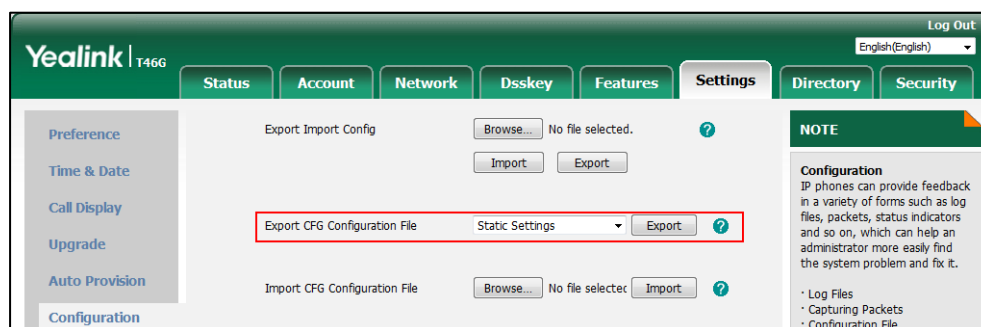 Log Out
Yealink T46G
English(English)
Status Account Network Dsskey Features Settings Directory Security
Preference
Time & Date
Call Display
Upgrade
Auto Provision
Configuration
Export Import Config Browse... No file selected.
Import Export
Export CFG Configuration File Static Settings Export
Import CFG Configuration File Browse... No file selectec Import
NOTE
Configuration
IP phones can provide feedback
in a variety of forms such as log
files, packets, status indicators
and so on, which can help an
administrator more easily find
the system problem and fix it.
· Log Files
· Capturing Packets
· Configuration File